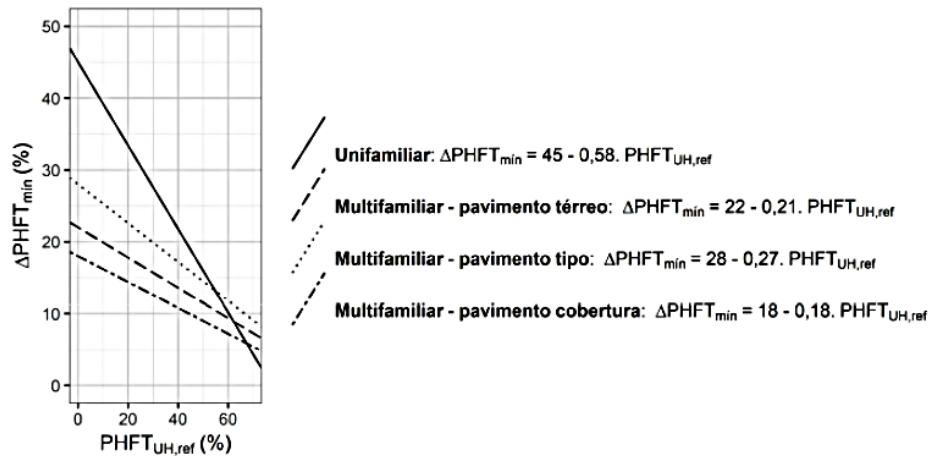 50
40
30
20
10
0
ΔPHFTmín (%)
0 20 40 60
PHFTUH,ref (%)
Unifamiliar: ΔPHFTmín = 45 - 0,58. PHFTUH,ref
Multifamiliar - pavimento térreo: ΔPHFTmín = 22 - 0,21. PHFTUH,ref
Multifamiliar - pavimento tipo: ΔPHFTmín = 28 - 0,27. PHFTUH,ref
Multifamiliar - pavimento cobertura: ΔPHFTmín = 18 - 0,18. PHFTUH,ref